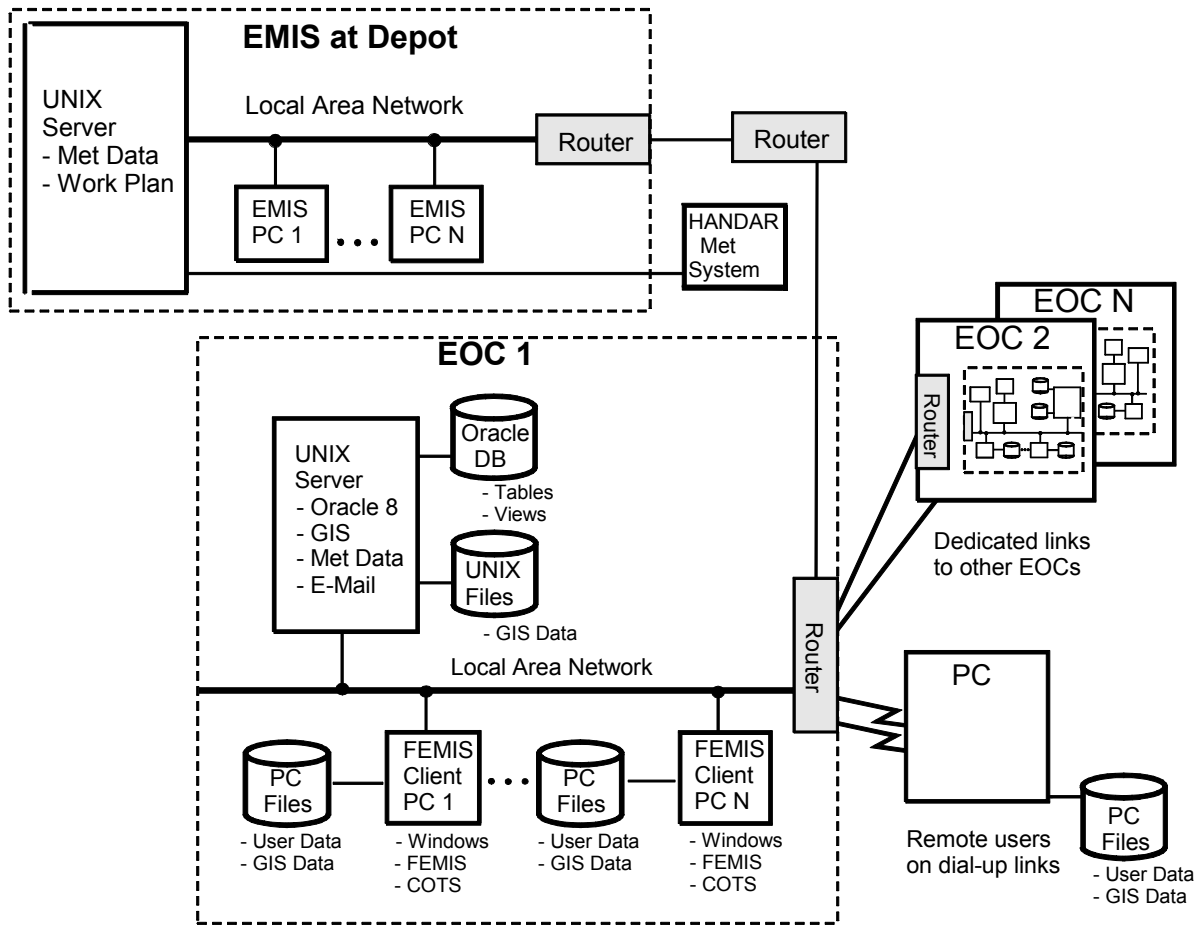 EMIS at Depot
UNIX
Server
- Met Data
- Work Plan
Local Area Network
Router
Router
EMIS
PC 1
EMIS
PC N
HANDAR
Met
System
EOC 1
UNIX
Server
- Oracle 8
- GIS
- Met Data
- E-Mail
Oracle
DB
- Tables
- Views
UNIX
Files
- GIS Data
Local Area Network
Router
PC
Files
- User Data
- GIS Data
FEMIS
Client
PC 1
- Windows
- FEMIS
- COTS
PC
Files
- User Data
- GIS Data
FEMIS
Client
PC N
- Windows
- FEMIS
- COTS
EOC N
EOC 2
Router
Dedicated links
to other EOCs
PC
Remote users
on dial-up links
PC
Files
- User Data
- GIS Data